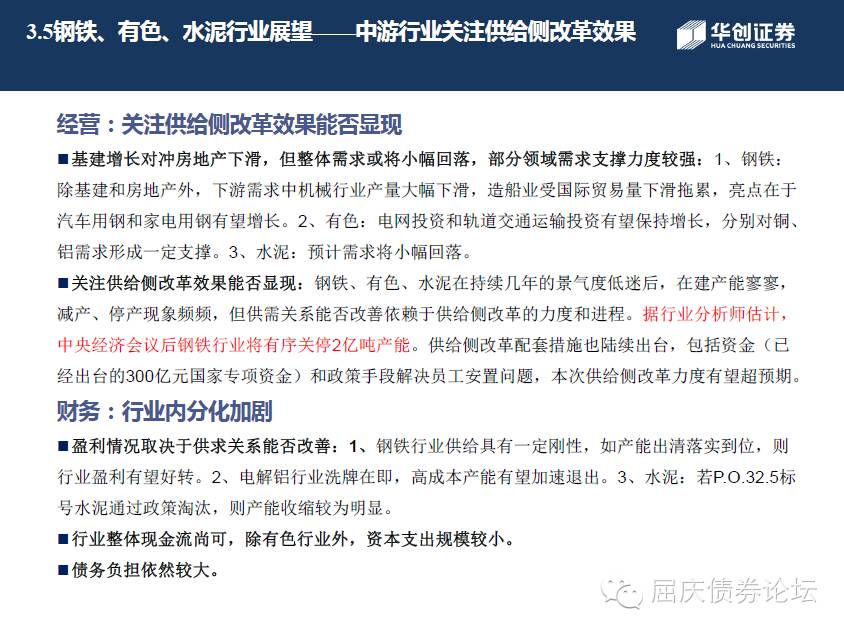 3.5钢铁、有色、水泥行业展望——中游行业关注供给侧改革效果
华创证券
HUA CHUANG SECURITIES
经营：关注供给侧改革效果能否显现
■基建增长对冲房地产下滑，但整体需求或将小幅回落，部分领域需求支撑力度较强：1、钢铁：
除基建和房地产外，下游需求中机械行业产量大幅下滑，造船业受国际贸易量下滑拖累，亮点在于
汽车用钢和家电用钢有望增长。2、有色：电网投资和轨道交通运输投资有望保持增长，分别对铜、
铝需求形成一定支撑。3、水泥：预计需求将小幅回落。
■关注供给侧改革效果能否显现：钢铁、有色、水泥在持续几年的景气度低迷后，在建产能寥寥，
减产、停产现象频频，但供需关系能否改善依赖于供给侧改革的力度和进程。据行业分析师估计，
中央经济会议后钢铁行业将有序关停2亿吨产能。供给侧改革配套措施也陆续出台，包括资金（已
经出台的300亿元国家专项资金）和政策手段解决员工安置问题，本次供给侧改革力度有望超预期。
财务：行业内分化加剧
■盈利情况取决于供求关系能否改善：1、钢铁行业供给具有一定刚性，如产能出清落实到位，则
行业盈利有望好转。2、电解铝行业洗牌在即，高成本产能有望加速退出。3、水泥：若P.O.32.5标
号水泥通过政策淘汰，则产能收缩较为明显。
■行业整体现金流尚可，除有色行业外，资本支出规模较小。
■债务负担依然较大。
屈庆债券论坛